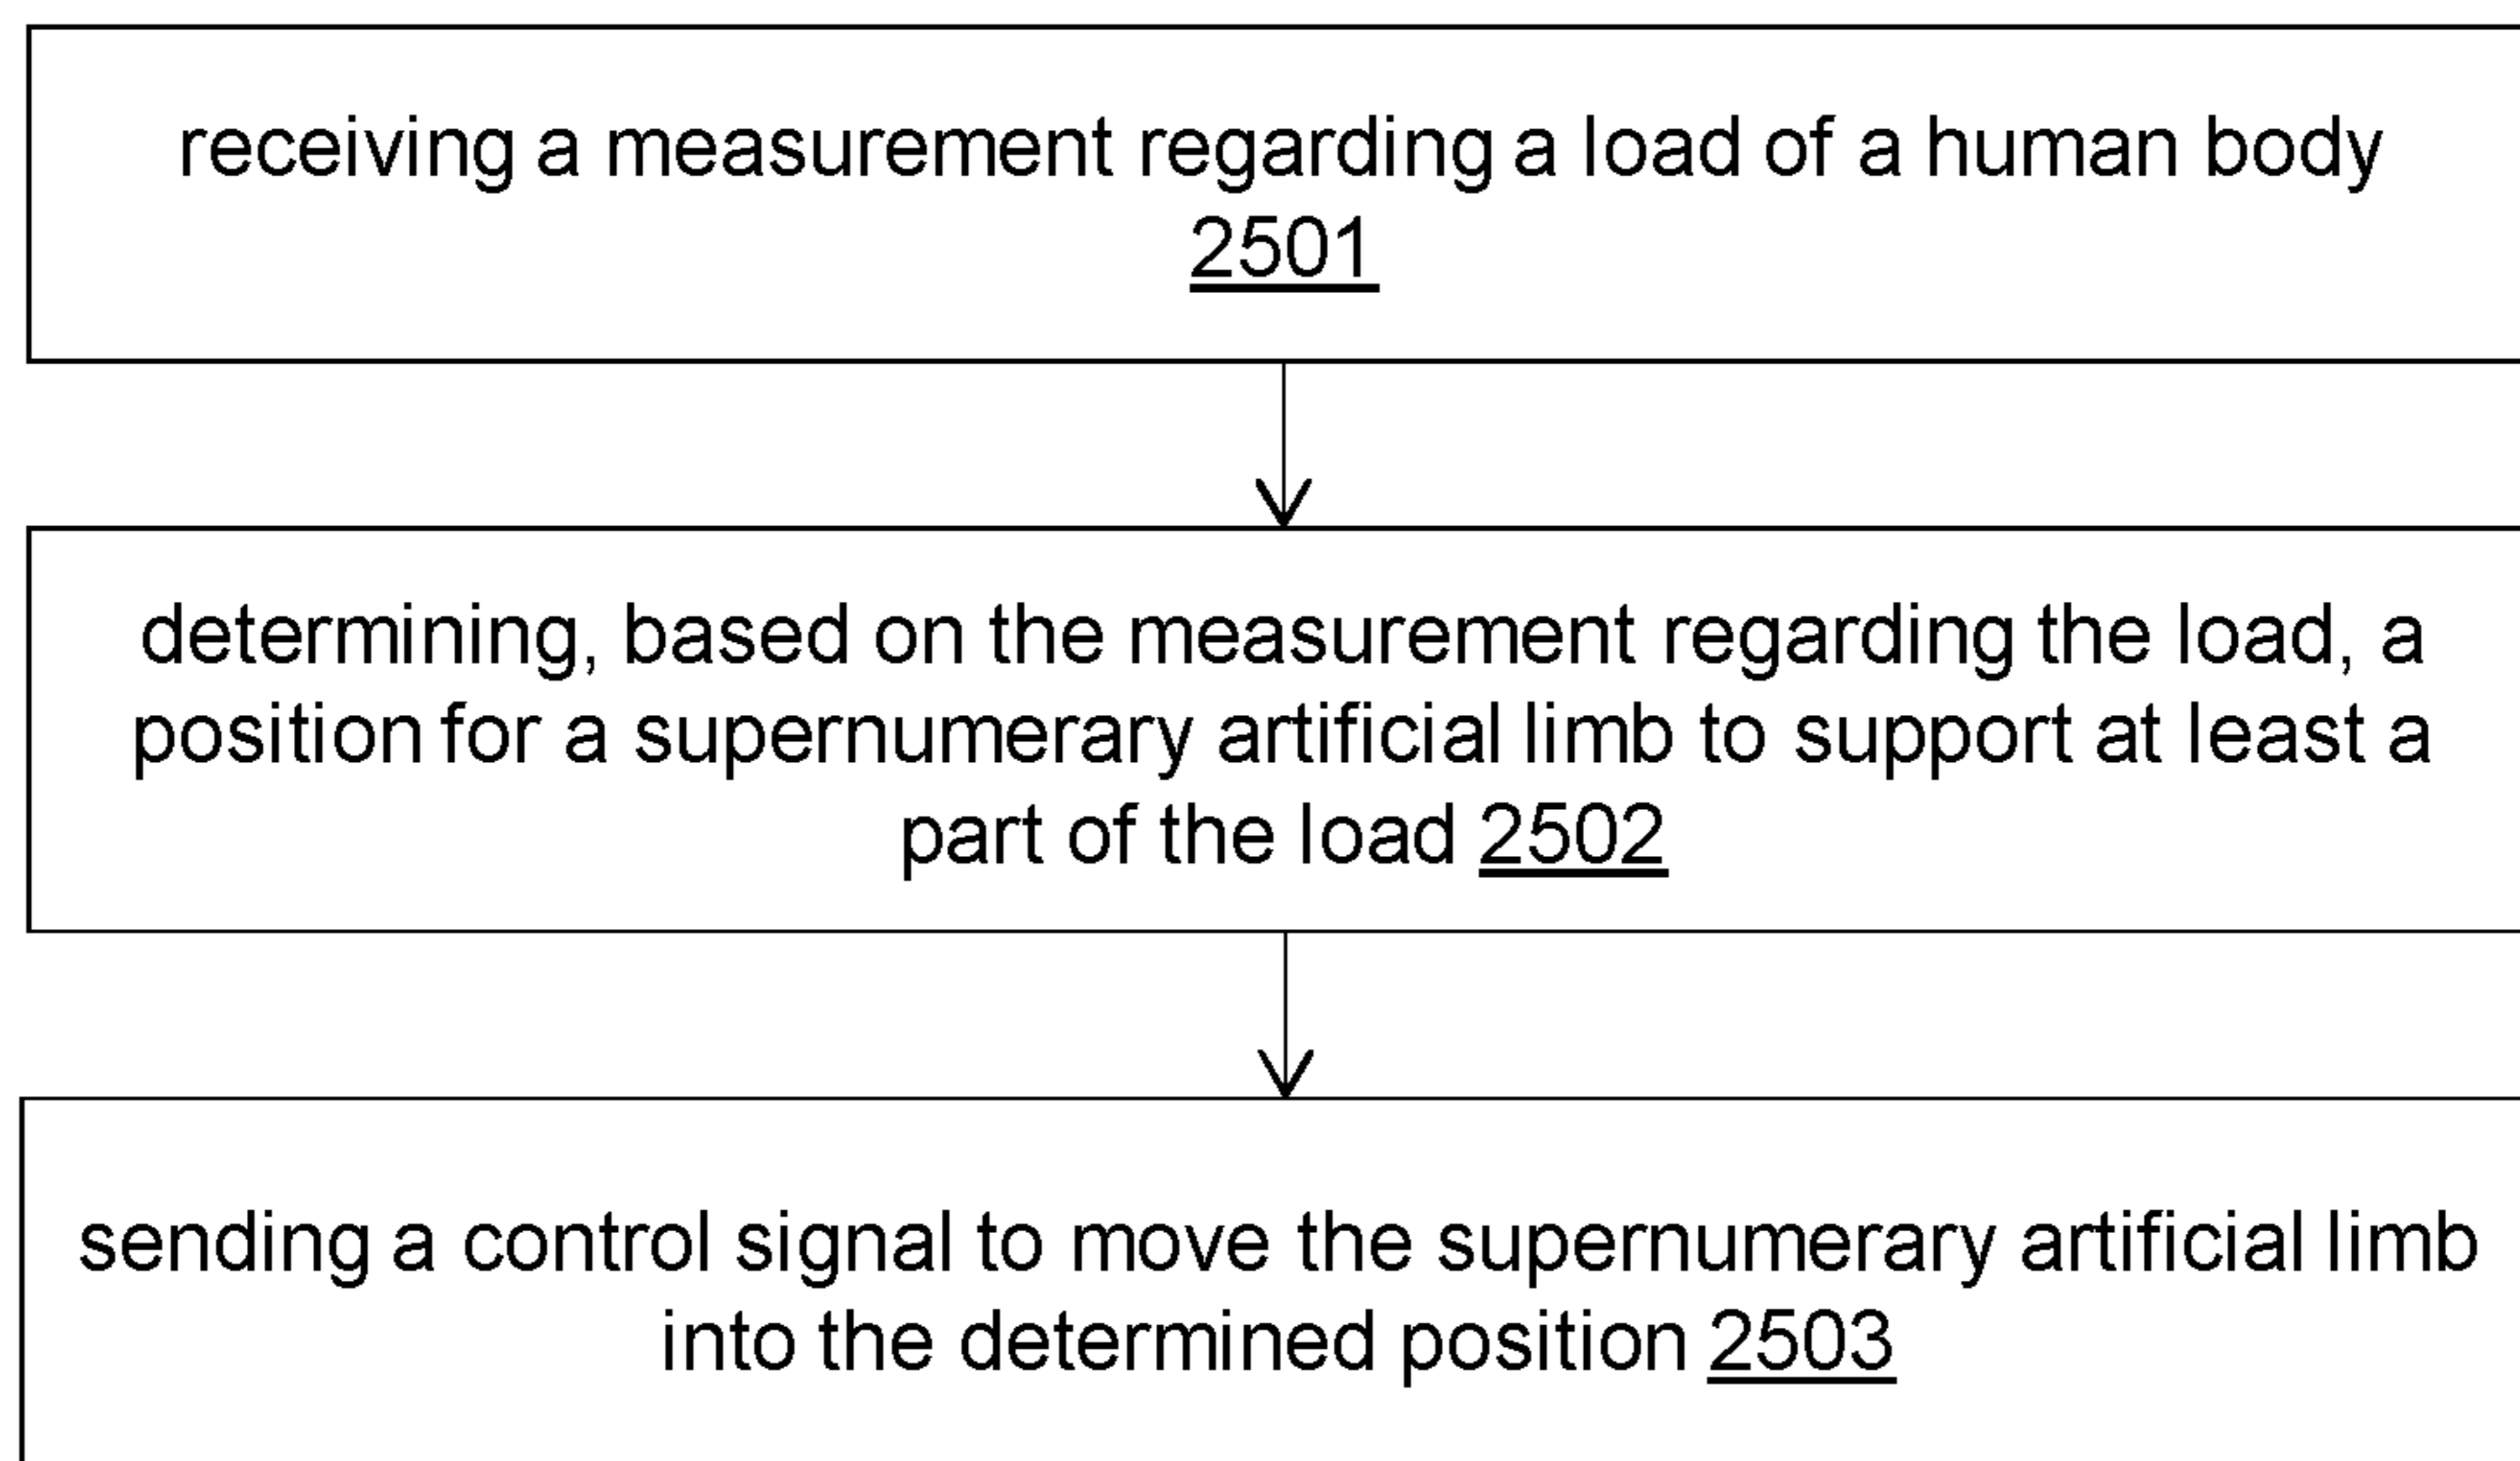 receiving a measurement regarding a load of a human body
2501
determining, based on the measurement regarding the load, a
position for a supernumerary artificial limb to support at least a
part of the load 2502
sending a control signal to move the supernumerary artificial limb
into the determined position 2503